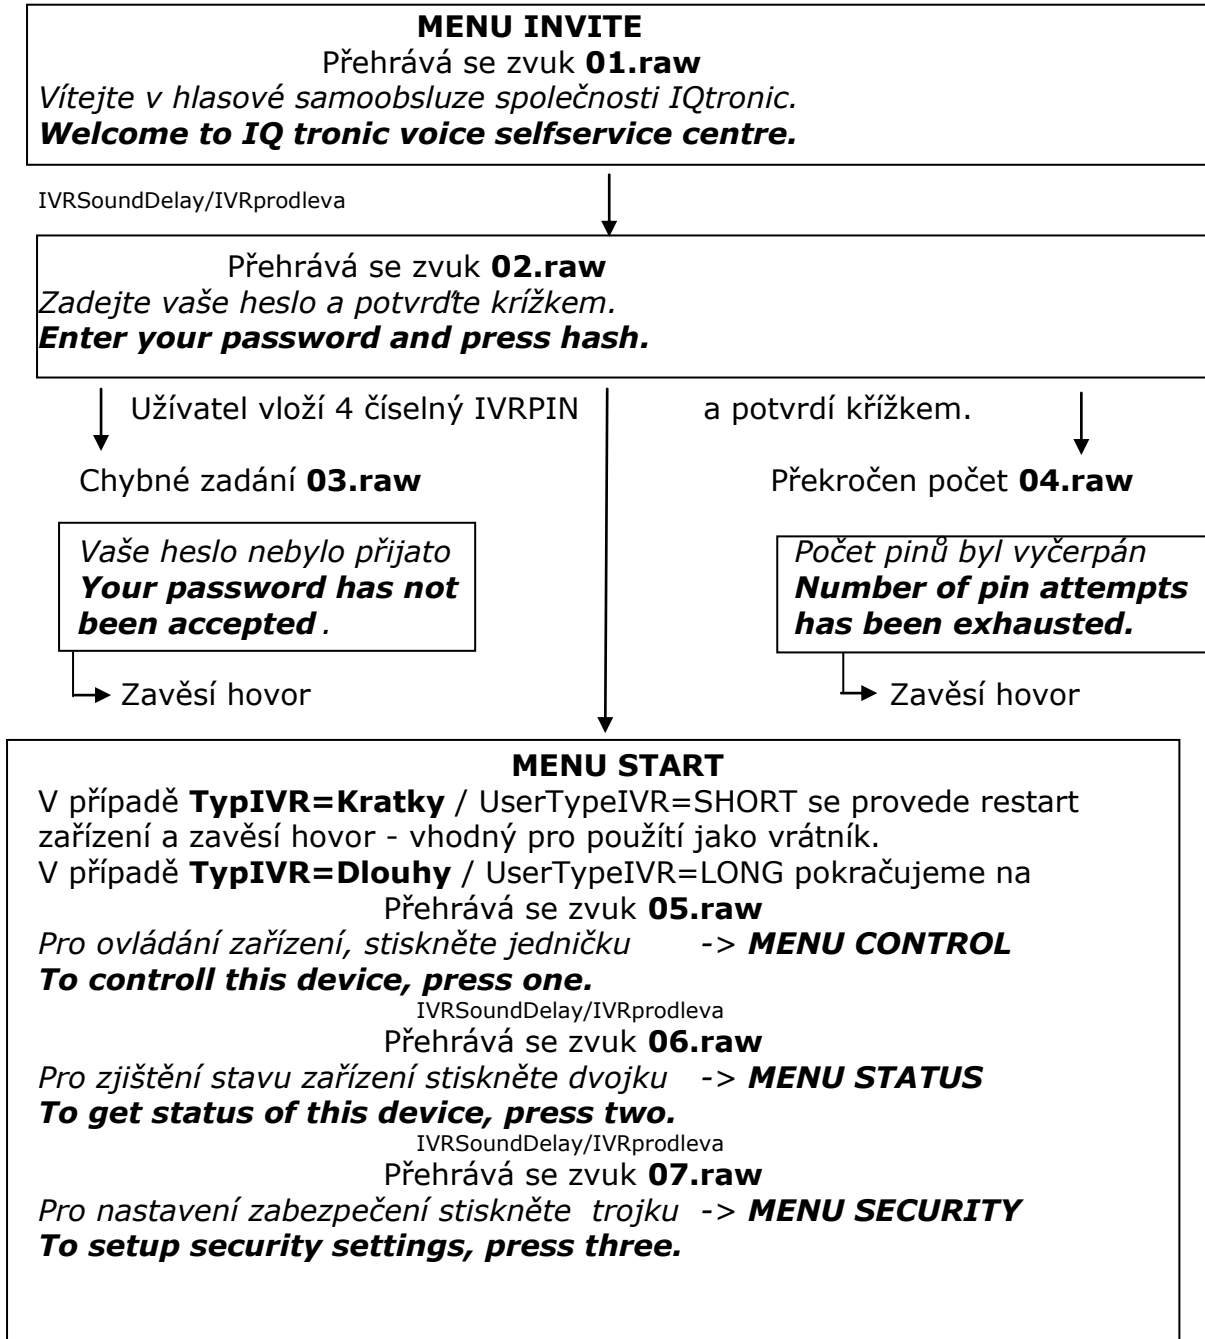 MENU INVITE
Přehrává se zvuk 01.raw
Vítejte v hlasové samoobsluze společnosti IQtronic.
Welcome to IQ tronic voice selfservice centre.
IVRSoundDelay/IVRprodleva
Přehrává se zvuk 02.raw
Zadejte vaše heslo a potvrďte krížkem.
Enter your password and press hash.
Užívatel vloží 4 číselný IVRPIN a potvrdí křížkem.
Chybné zadání 03.raw
Překročen počet 04.raw
Vaše heslo nebylo přijato
Your password has not
been accepted .
Počet pinů byl vyčerpán
Number of pin attempts
has been exhausted.
Zavěsí hovor
Zavěsí hovor
MENU START
V případě TypIVR=Kratky / UserTypeIVR=SHORT se provede restart
zařízení a zavěsí hovor - vhodný pro použítí jako vrátník.
V případě TypIVR=Dlouhy / UserTypeIVR=LONG pokračujeme na
Přehrává se zvuk 05.raw
Pro ovládání zařízení, stiskněte jedničku -> MENU CONTROL
To controll this device, press one.
IVRSoundDelay/IVRprodleva
Přehrává se zvuk 06.raw
Pro zjištění stavu zařízení stiskněte dvojku -> MENU STATUS
To get status of this device, press two.
IVRSoundDelay/IVRprodleva
Přehrává se zvuk 07.raw
Pro nastavení zabezpečení stiskněte trojku -> MENU SECURITY
To setup security settings, press three.